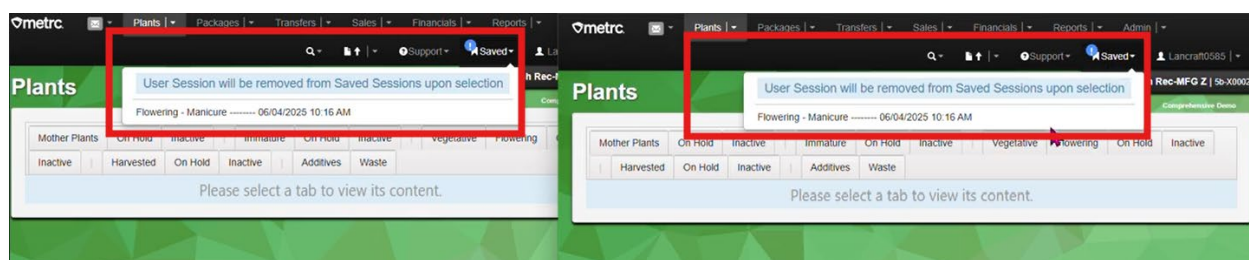 metrc. Plants | Packages | Transfers | Sales | Financials | Reports |
Support Saved
Plants
User Session will be removed from Saved Sessions upon selection
Flowering - Manicure -------- 06/04/2025 10:16 AM
Mother Plants On Hold Inactive Immature On Hold Inactive Vegetative Flowering
Inactive Harvested On Hold Inactive Additives Waste
Please select a tab to view its content.
metrc. Plants | Packages | Transfers | Sales | Financials | Reports | Admin |
Support Saved Lancraft0585 |
Plants
Rec-MFG Z | 5b-X0002
Comprehensive Demo
User Session will be removed from Saved Sessions upon selection
Flowering - Manicure -------- 06/04/2025 10:16 AM
Mother Plants On Hold Inactive Immature On Hold Inactive Vegetative Flowering On Hold Inactive
Harvested On Hold Inactive Additives Waste
Please select a tab to view its content.